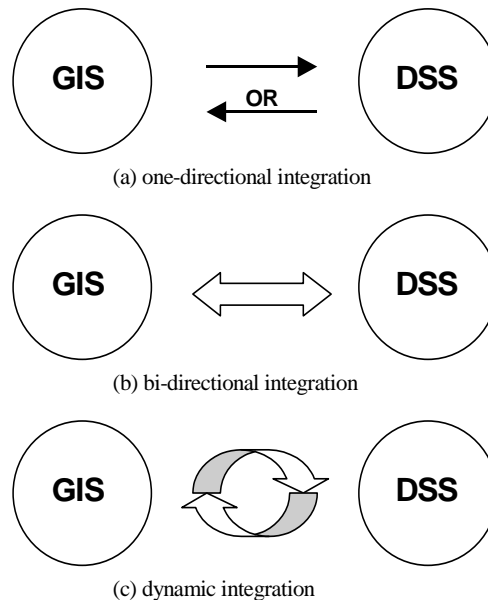 GIS
OR
DSS
(a) one-directional integration
GIS
DSS
(b) bi-directional integration
GIS
DSS
(c) dynamic integration